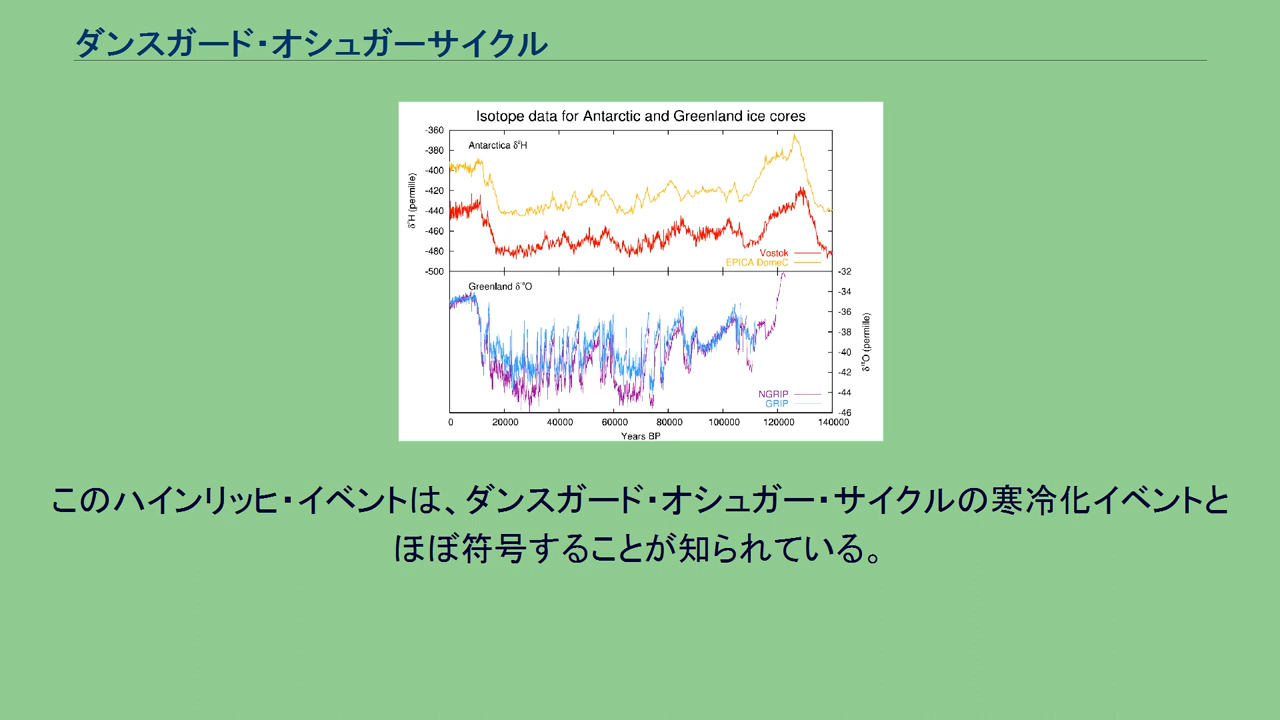 ダンスガード・オシュガーサイクル
Isotope data for Antarctic and Greenland ice cores
Antarctica δ²H
δ²H (permille)
-360
-380
-400
-420
-440
-460
-480
-500
Vostok
EPICA DomeC
Greenland δ¹⁸O
δ¹⁸O (permille)
-32
-34
-36
-38
-40
-42
-44
-46
NGRIP
GRIP
0 20000 40000 60000 80000 100000 120000 140000
Years BP
このハインリッヒ・イベントは、ダンスガード・オシュガー・サイクルの寒冷化イベントと
ほぼ符号することが知られている。